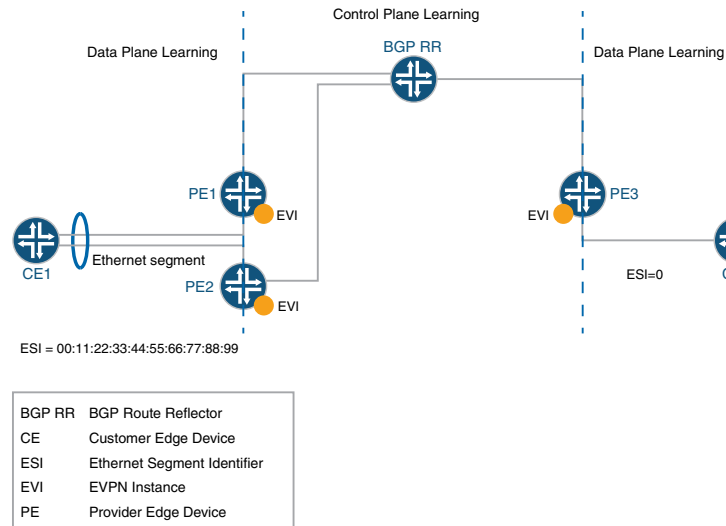 Control Plane Learning
Data Plane Learning
BGP RR
Data Plane Learning
PE1
EVI
EVI
PE3
CE1
Ethernet segment
PE2
EVI
ESI=0
ESI = 00:11:22:33:44:55:66:77:88:99
BGP RR BGP Route Reflector
CE Customer Edge Device
ESI Ethernet Segment Identifier
EVI EVPN Instance
PE Provider Edge Device